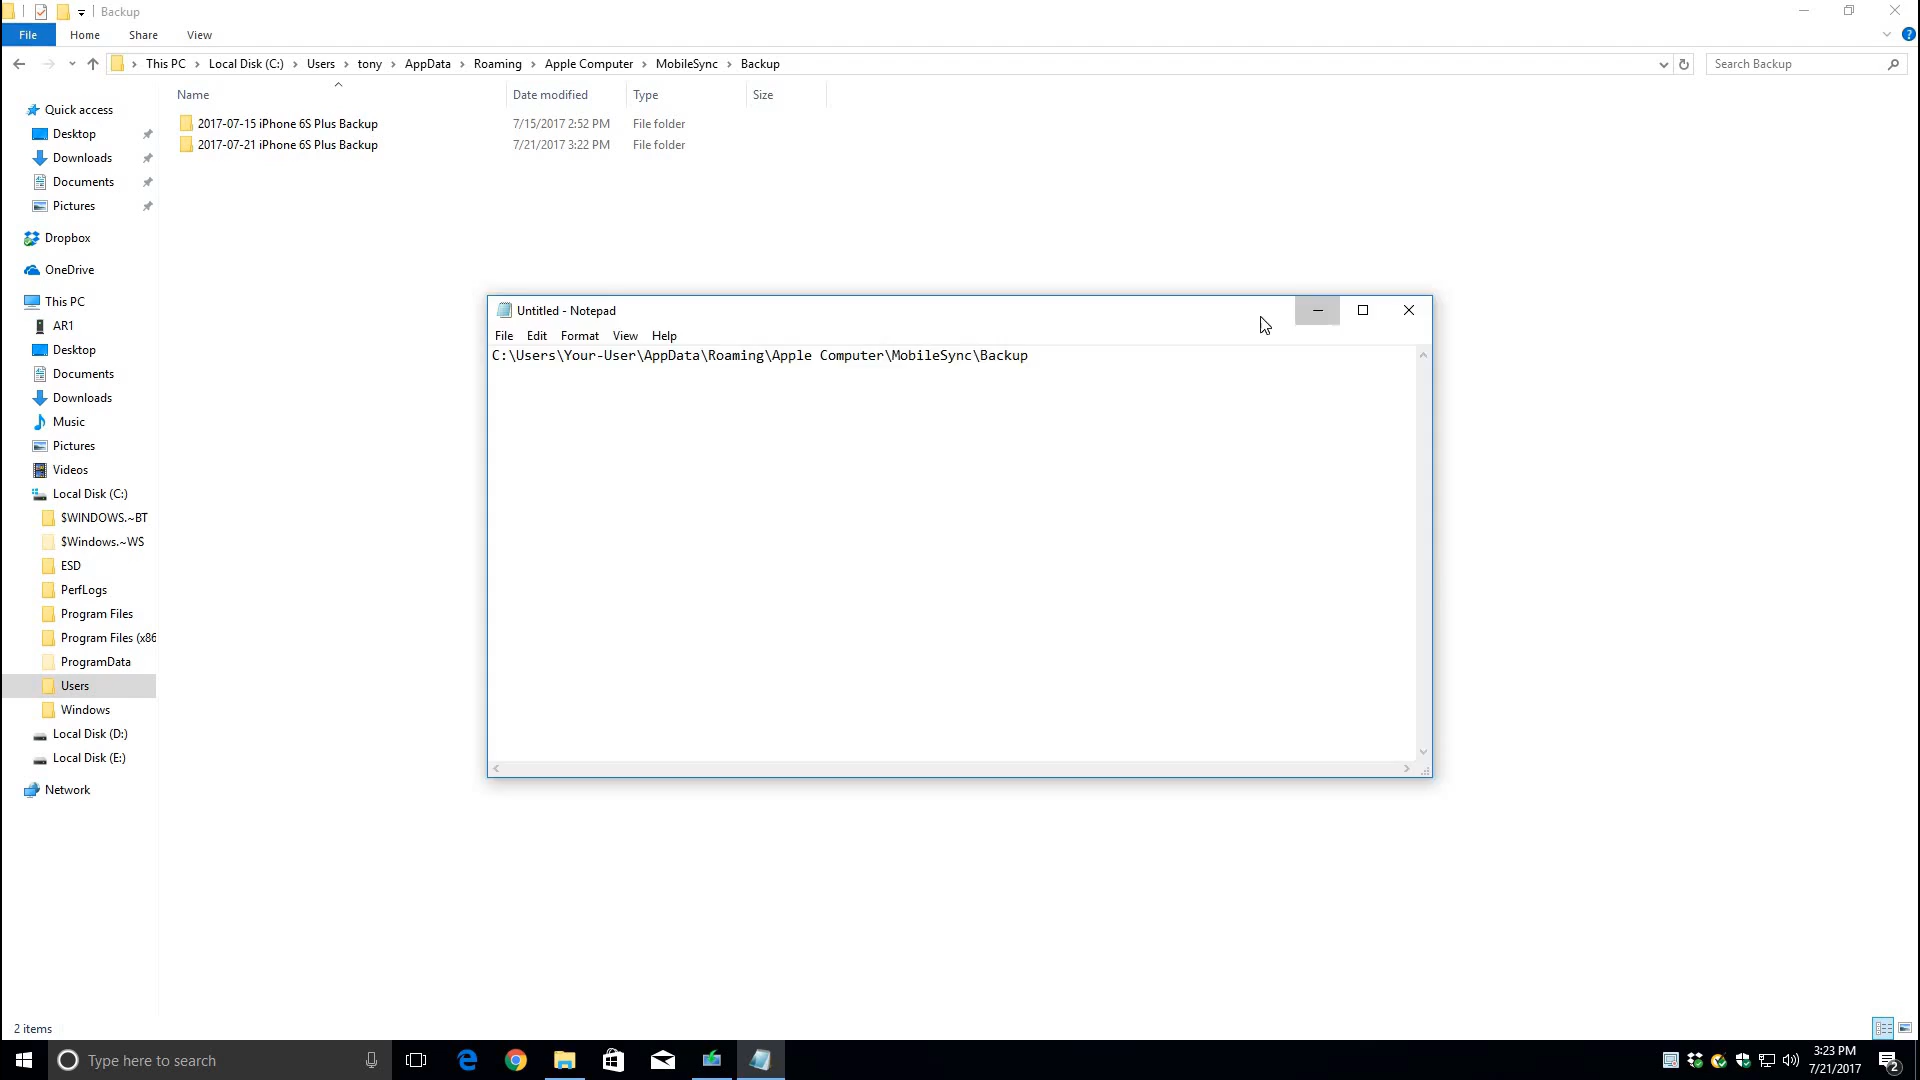 Backup
File Home Share View
This PC Local Disk (C:) Users tony AppData Roaming Apple Computer MobileSync Backup
Search Backup
Name Date modified Type Size
2017-07-15 iPhone 6S Plus Backup 7/15/2017 2:52 PM File folder
2017-07-21 iPhone 6S Plus Backup 7/21/2017 3:22 PM File folder
Quick access
Desktop
Downloads
Documents
Pictures
Dropbox
OneDrive
This PC
AR1
Desktop
Documents
Downloads
Music
Pictures
Videos
Local Disk (C:)
$WINDOWS.~BT
$Windows.~WS
ESD
PerfLogs
Program Files
Program Files (x86
ProgramData
Users
Windows
Local Disk (D:)
Local Disk (E:)
Network
Untitled - Notepad
File Edit Format View Help
C:\Users\Your-User\AppData\Roaming\Apple Computer\MobileSync\Backup
2 items
Type here to search
3:23 PM
7/21/2017
2